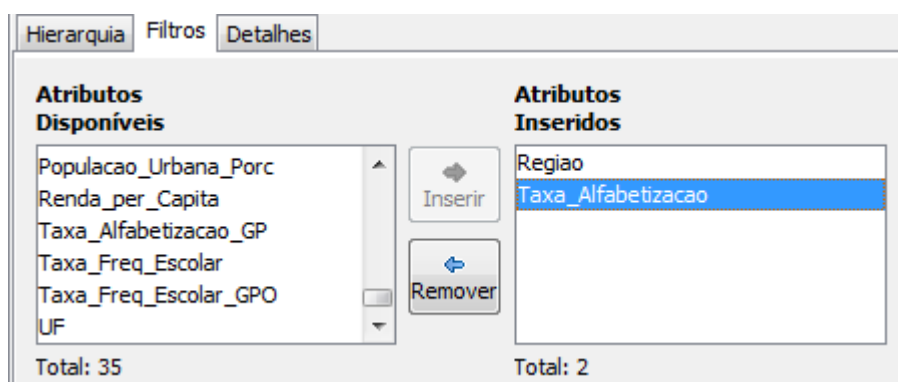 Hierarquia Filtros Detalhes
Atributos
Disponíveis
Populacao_Urbana_Porc
Renda_per_Capita
Taxa_Alfabetizacao_GP
Taxa_Freq_Escolar
Taxa_Freq_Escolar_GPO
UF
Total: 35
Inserir
Remover
Atributos
Inseridos
Regiao
Taxa_Alfabetizacao
Total: 2